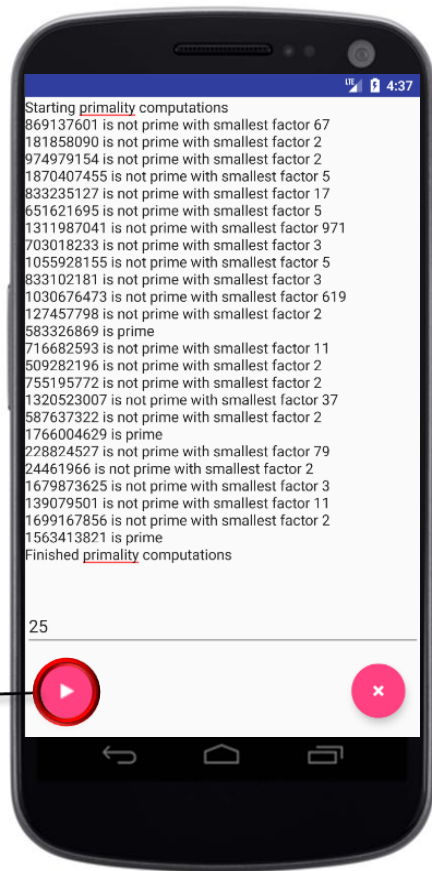 LTE 4:37
Starting primality computations
869137601 is not prime with smallest factor 67
181858090 is not prime with smallest factor 2
974979154 is not prime with smallest factor 2
1870407455 is not prime with smallest factor 5
833235127 is not prime with smallest factor 17
651621695 is not prime with smallest factor 5
1311987041 is not prime with smallest factor 971
703018233 is not prime with smallest factor 3
1055928155 is not prime with smallest factor 5
833102181 is not prime with smallest factor 3
1030676473 is not prime with smallest factor 619
127457798 is not prime with smallest factor 2
583326869 is prime
716682593 is not prime with smallest factor 11
509282196 is not prime with smallest factor 2
755195772 is not prime with smallest factor 2
1320523007 is not prime with smallest factor 37
587637322 is not prime with smallest factor 2
1766004629 is prime
228824527 is not prime with smallest factor 79
24461966 is not prime with smallest factor 2
1679873625 is not prime with smallest factor 3
139079501 is not prime with smallest factor 11
1699167856 is not prime with smallest factor 2
1563413821 is prime
Finished primality computations
25